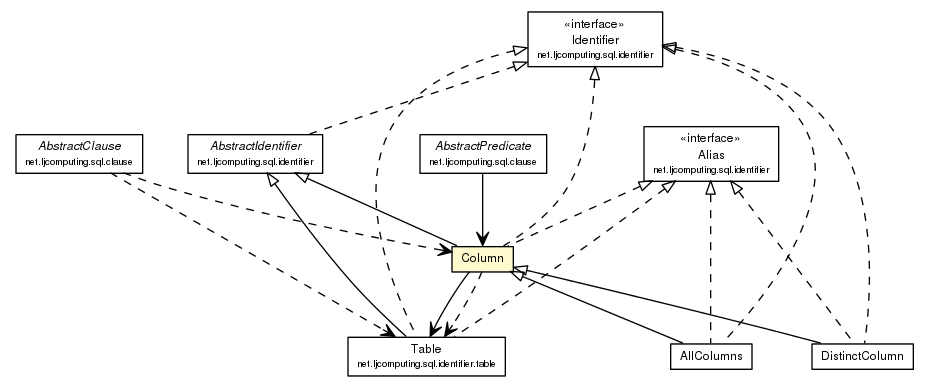 «interface»
Identifier
net.ljcomputing.sql.identifier
AbstractClause
net.ljcomputing.sql.clause
AbstractIdentifier
net.ljcomputing.sql.identifier
AbstractPredicate
net.ljcomputing.sql.clause
«interface»
Alias
net.ljcomputing.sql.identifier
Column
Table
net.ljcomputing.sql.identifier.table
AllColumns
DistinctColumn